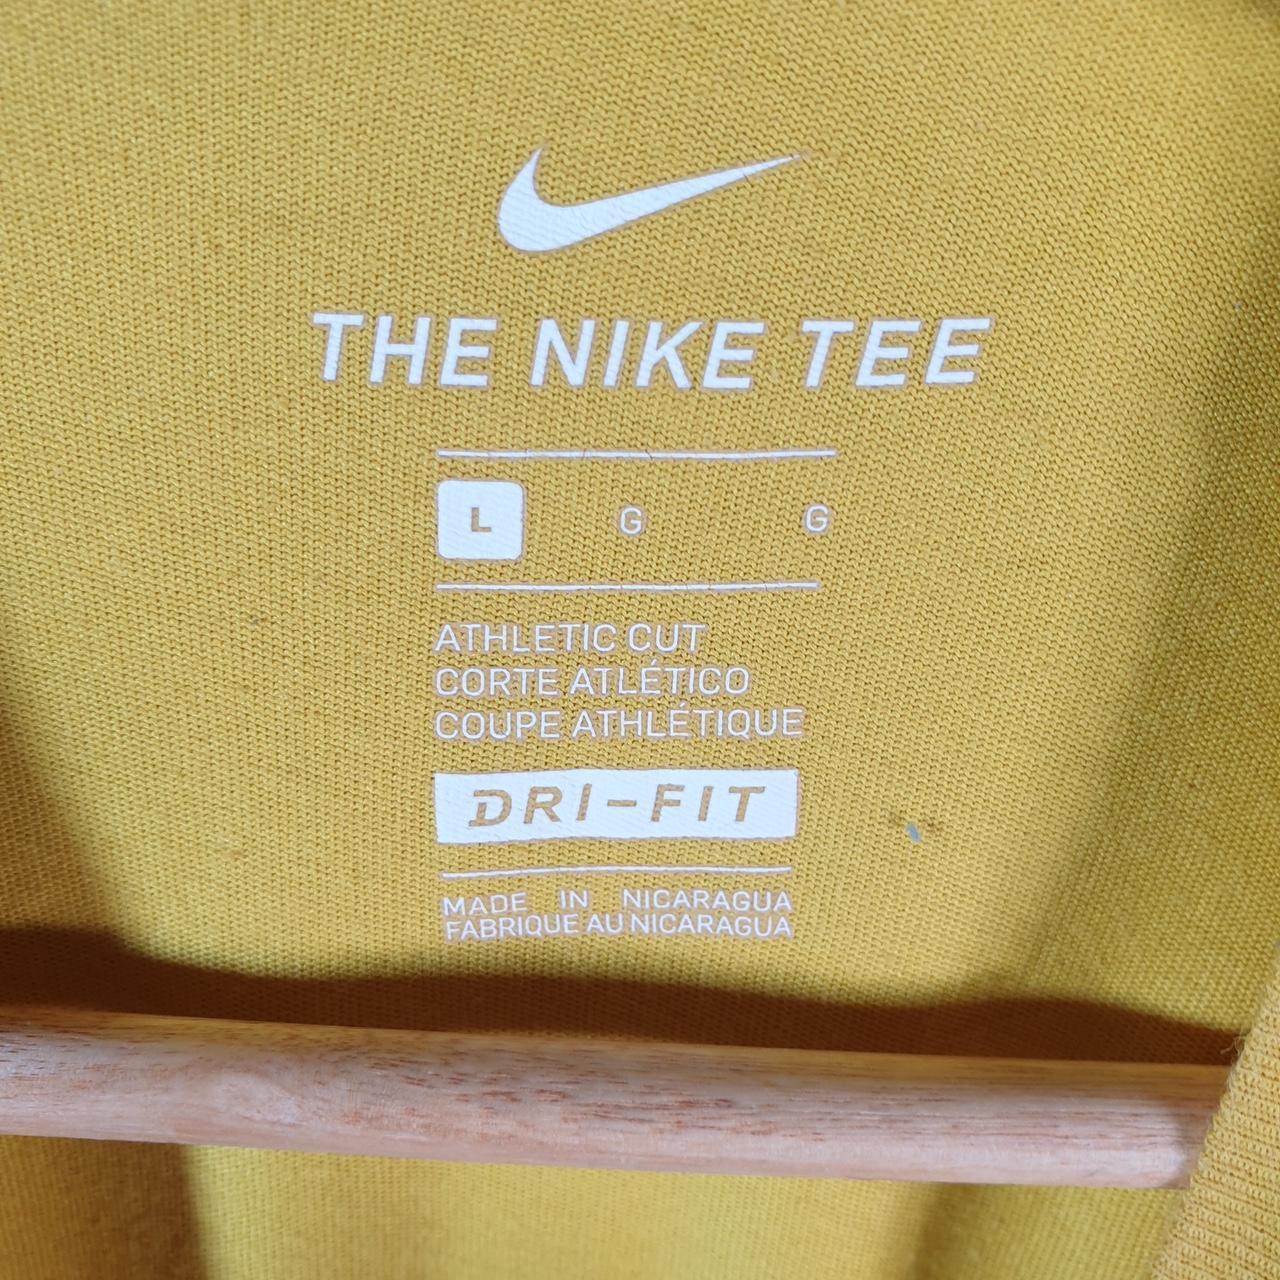 THE NIKE TEE
L G G
ATHLETIC CUT
CORTE ATLÉTICO
COUPE ATHLÉTIQUE
DRI-FIT
MADE IN NICARAGUA
FABRIQUE AU NICARAGUA